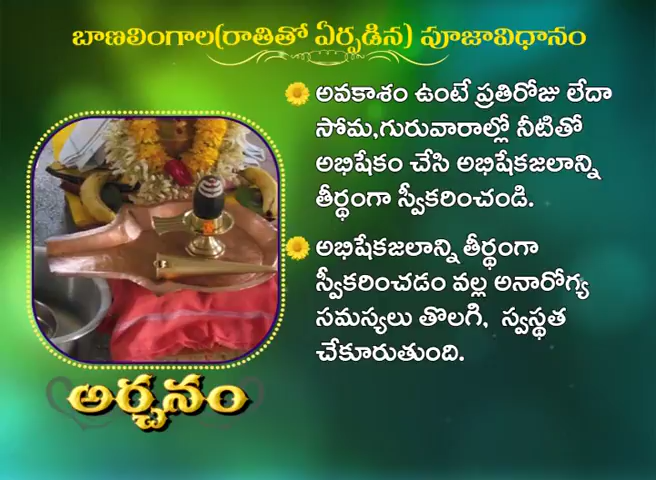 బాణలింగాల(రాతితో ఏర్పడిన) పూజావిధానం
అవకాశం ఉంటే ప్రతిరోజు లేదా
సోమ,గురువారాల్లో నీటితో
అభిషేకం చేసి అభిషేకజలాన్ని
తీర్థంగా స్వీకరించండి.
అభిషేకజలాన్ని తీర్థంగా
స్వీకరించడం వల్ల అనారోగ్య
సమస్యలు తొలగి, స్వస్థత
చేకూరుతుంది.
అర్చనం